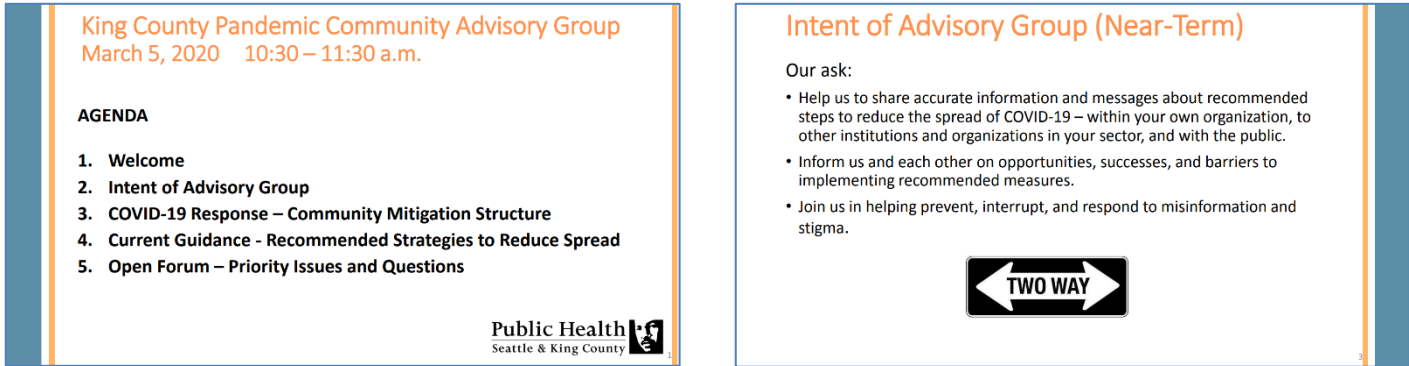 King County Pandemic Community Advisory Group
March 5, 2020 10:30 – 11:30 a.m.
AGENDA
1. Welcome
2. Intent of Advisory Group
3. COVID-19 Response – Community Mitigation Structure
4. Current Guidance - Recommended Strategies to Reduce Spread
5. Open Forum – Priority Issues and Questions
Public Health
Seattle & King County
1
Intent of Advisory Group (Near-Term)
Our ask:
• Help us to share accurate information and messages about recommended
steps to reduce the spread of COVID-19 – within your own organization, to
other institutions and organizations in your sector, and with the public.
• Inform us and each other on opportunities, successes, and barriers to
implementing recommended measures.
• Join us in helping prevent, interrupt, and respond to misinformation and
stigma.
TWO WAY
3